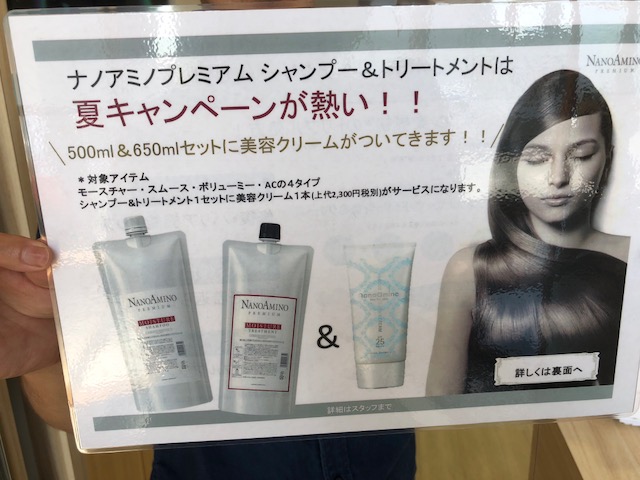 ナノアミノプレミアム シャンプー＆トリートメントは
NANOAMINO
PREMIUM
夏キャンペーンが熱い！！
500ml＆650mlセットに美容クリームがついてきます！！
＊対象アイテム
モースチャー・スムース・ボリューミー・ACの４タイプ
シャンプー&トリートメント１セットに美容クリーム１本(上代2,300円税別)がサービスになります。
NANOAMINO
PREMIUM
MOISTURE
SHAMPOO
NANOAMINO
PREMIUM
MOISTURE
TREATMENT
&
NanoAmino
詳しくは裏面へ
詳細はスタッフまで